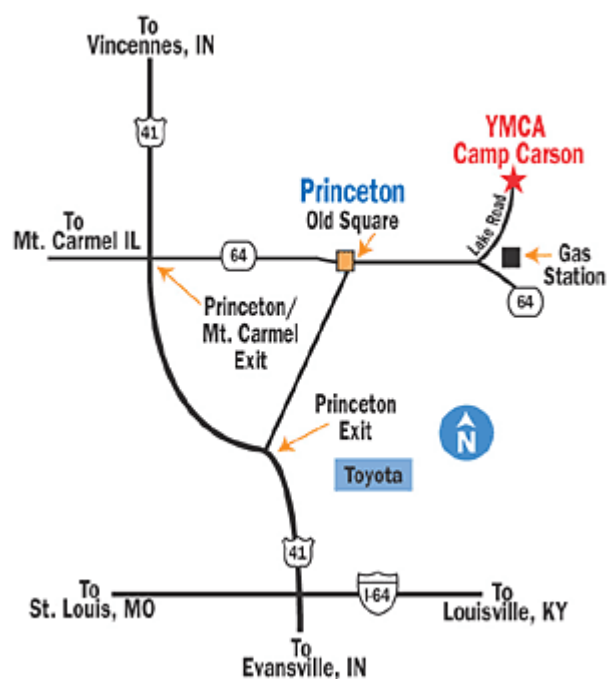 To
Vincennes, IN
41
YMCA
Camp Carson
Princeton
Old Square
Lake Road
To
Mt. Carmel IL
64
Gas
Station
64
Princeton/
Mt. Carmel
Exit
Princeton
Exit
N
Toyota
41
To
St. Louis, MO
I-64
To
Louisville, KY
To
Evansville, IN